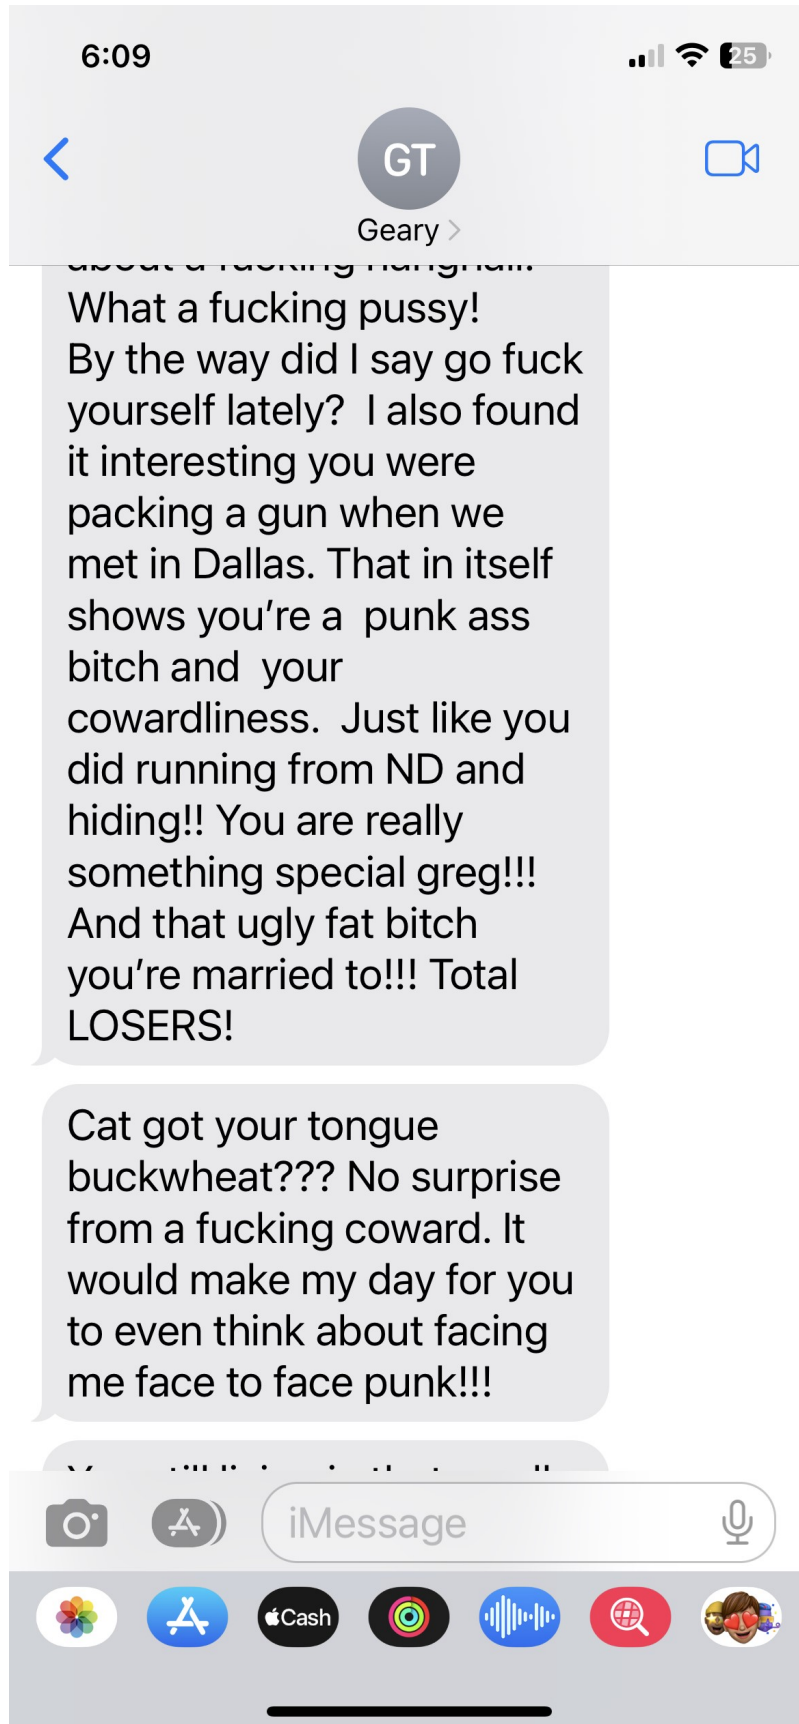 6:09
25
GT
Geary
about a fucking hangnail!
What a fucking pussy!
By the way did I say go fuck
yourself lately?  I also found
it interesting you were
packing a gun when we
met in Dallas. That in itself
shows you’re a  punk ass
bitch and  your
cowardliness.  Just like you
did running from ND and
hiding!! You are really
something special greg!!!
And that ugly fat bitch
you’re married to!!! Total
LOSERS!
Cat got your tongue
buckwheat??? No surprise
from a fucking coward. It
would make my day for you
to even think about facing
me face to face punk!!!
iMessage
Cash